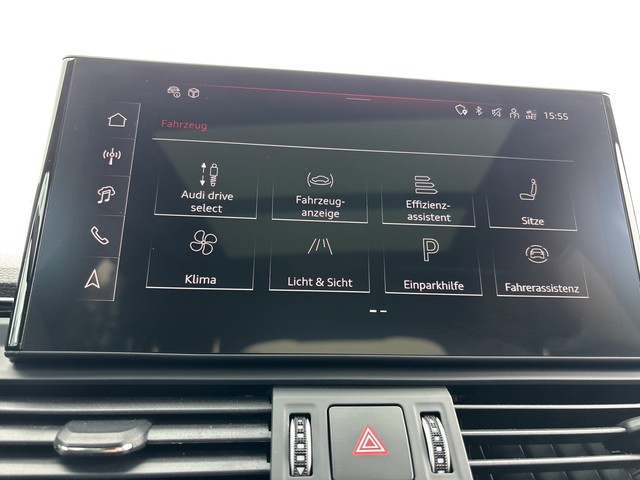 15:55
Fahrzeug
Audi drive
select
Fahrzeug-
anzeige
Effizienz-
assistent
Sitze
Klima
Licht & Sicht
P
Einparkhilfe
Fahrerassistenz